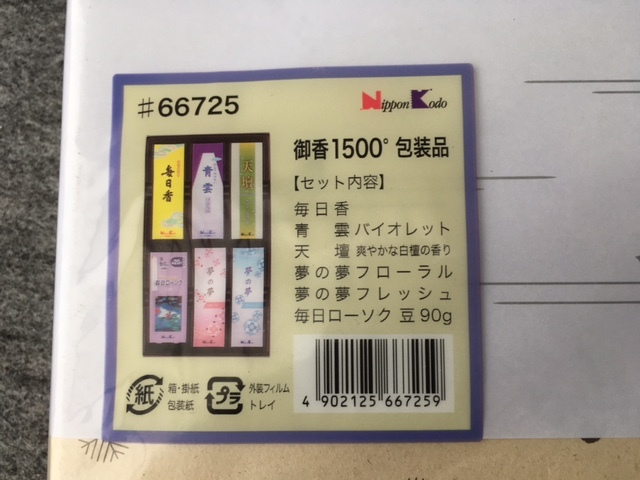 #66725
Nippon Kodo
御香1500° 包装品
【セット内容】
毎日香
青雲バイオレット
天壇 爽やかな白檀の香り
夢の夢フローラル
夢の夢フレッシュ
毎日ローソク 豆90g
毎日香
青雲
天壇
夢の夢
夢の夢
紙
箱・掛紙
包装紙
プラ
外装フィルム
トレイ
4 902125 667259